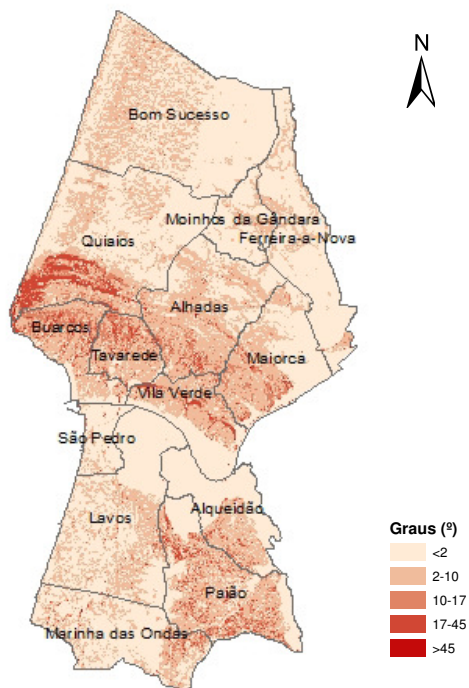 N
Bom Sucesso
Moinhos da Gândara
Quiaios
Ferreira-a-Nova
Alhadas
Buarcos
Tavarede
Maiorca
Vila Verde
São Pedro
Alqueidão
Lavos
Paião
Marinha das Ondas
Graus (º)
<2
2-10
10-17
17-45
>45